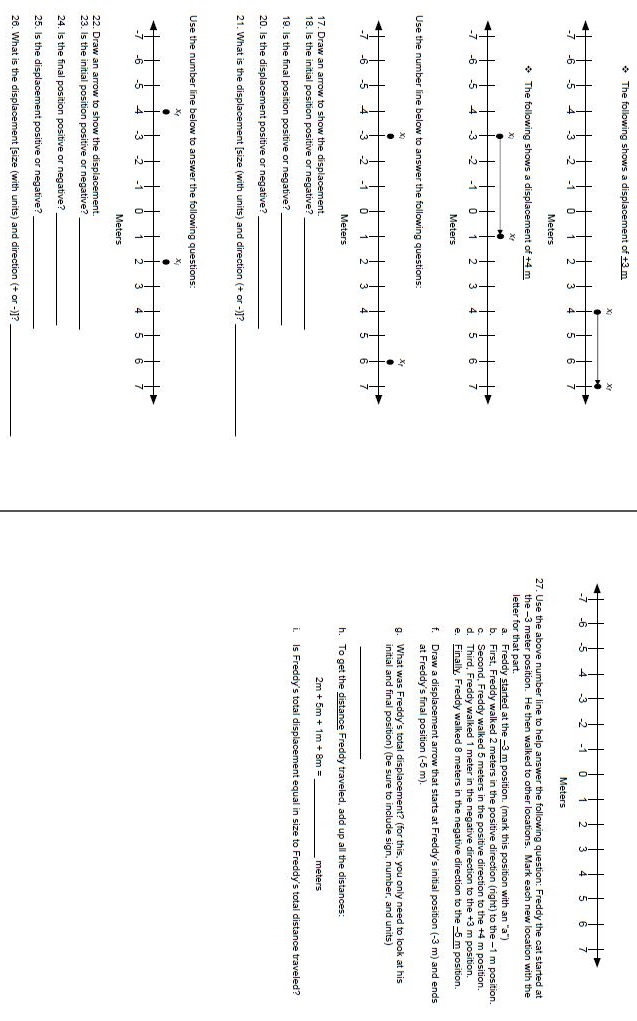 ❖ The following shows a displacement of +3 m
xi xf
-7 -6 -5 -4 -3 -2 -1 0 1 2 3 4 5 6 7
Meters
❖ The following shows a displacement of +4 m
xi xf
-7 -6 -5 -4 -3 -2 -1 0 1 2 3 4 5 6 7
Meters
Use the number line below to answer the following questions:
xi xf
-7 -6 -5 -4 -3 -2 -1 0 1 2 3 4 5 6 7
Meters
17. Draw an arrow to show the displacement.
18. Is the initial position positive or negative?
19. Is the final position positive or negative?
20. Is the displacement positive or negative?
21. What is the displacement [size (with units) and direction (+ or -)]?
Use the number line below to answer the following questions:
xf xi
-7 -6 -5 -4 -3 -2 -1 0 1 2 3 4 5 6 7
Meters
22. Draw an arrow to show the displacement.
23. Is the initial position positive or negative?
24. Is the final position positive or negative?
25. Is the displacement positive or negative?
26. What is the displacement [size (with units) and direction (+ or -)]?
-7 -6 -5 -4 -3 -2 -1 0 1 2 3 4 5 6 7
Meters
27. Use the above number line to help answer the following question: Freddy the cat started at
the –3 meter position. He then walked to other locations. Mark each new location with the
letter for that part.
a. Freddy started at the –3 m position. (mark this position with an "a")
b. First, Freddy walked 2 meters in the positive direction (right) to the –1 m position.
c. Second, Freddy walked 5 meters in the positive direction to the +4 m position.
d. Third, Freddy walked 1 meter in the negative direction to the +3 m position.
e. Finally, Freddy walked 8 meters in the negative direction to the –5 m position.
f. Draw a displacement arrow that starts at Freddy's initial position (-3 m) and ends
at Freddy's final position (-5 m).
g. What was Freddy's total displacement? (for this, you only need to look at his
initial and final position) (be sure to include sign, number, and units)
h. To get the distance Freddy traveled, add up all the distances:
2m + 5m + 1m + 8m = meters
i. Is Freddy's total displacement equal in size to Freddy's total distance traveled?